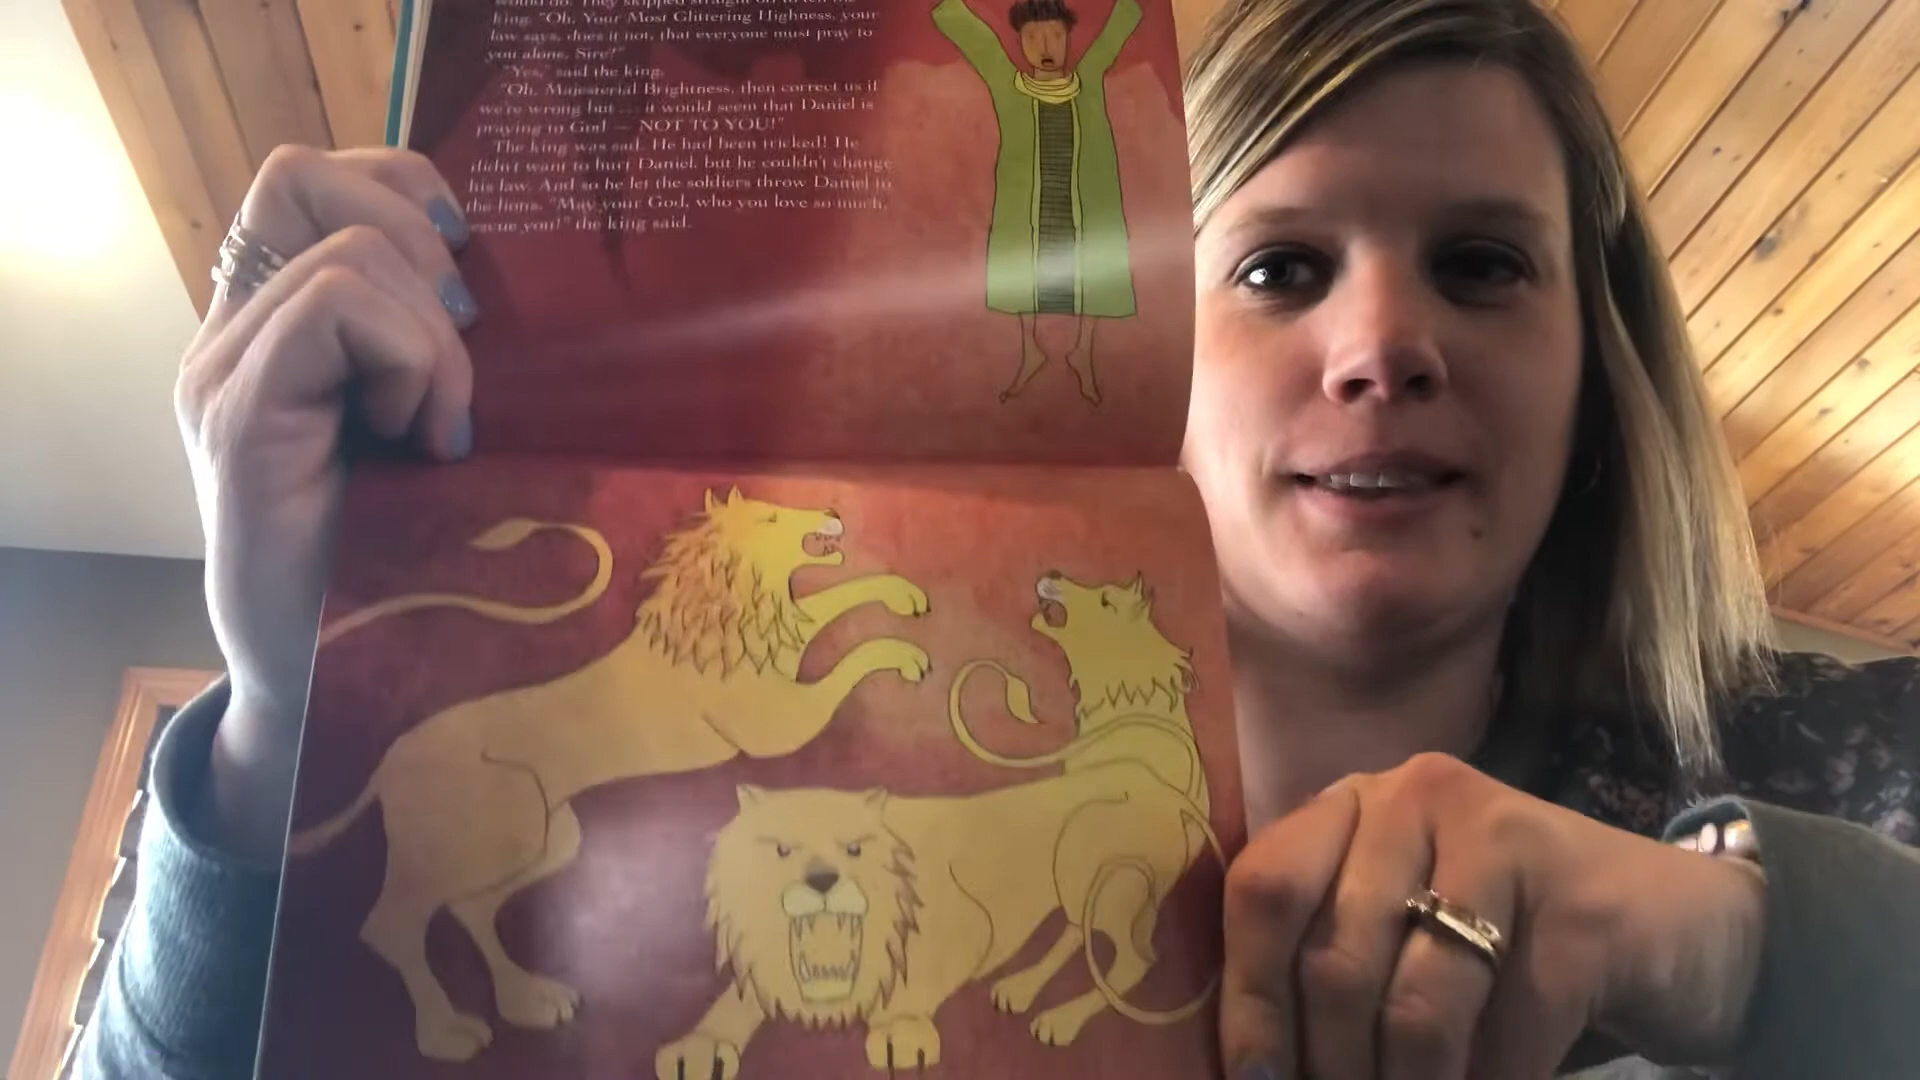 would do. They skipped straight on to tell the
king. "Oh, Your Most Glittering Highness, your
law says, does it not, that everyone must pray to
you alone, Sire?"
"Yes," said the king.
"Oh, Majesterial Brightness, then correct us if
we're wrong but ... it would seem that Daniel is
praying to God — NOT TO YOU!"
The king was sad. He had been tricked! He
didn't want to hurt Daniel, but he couldn't change
his law. And so he let the soldiers throw Daniel to
the lions. "May your God, who you love so much,
escue you!" the king said.